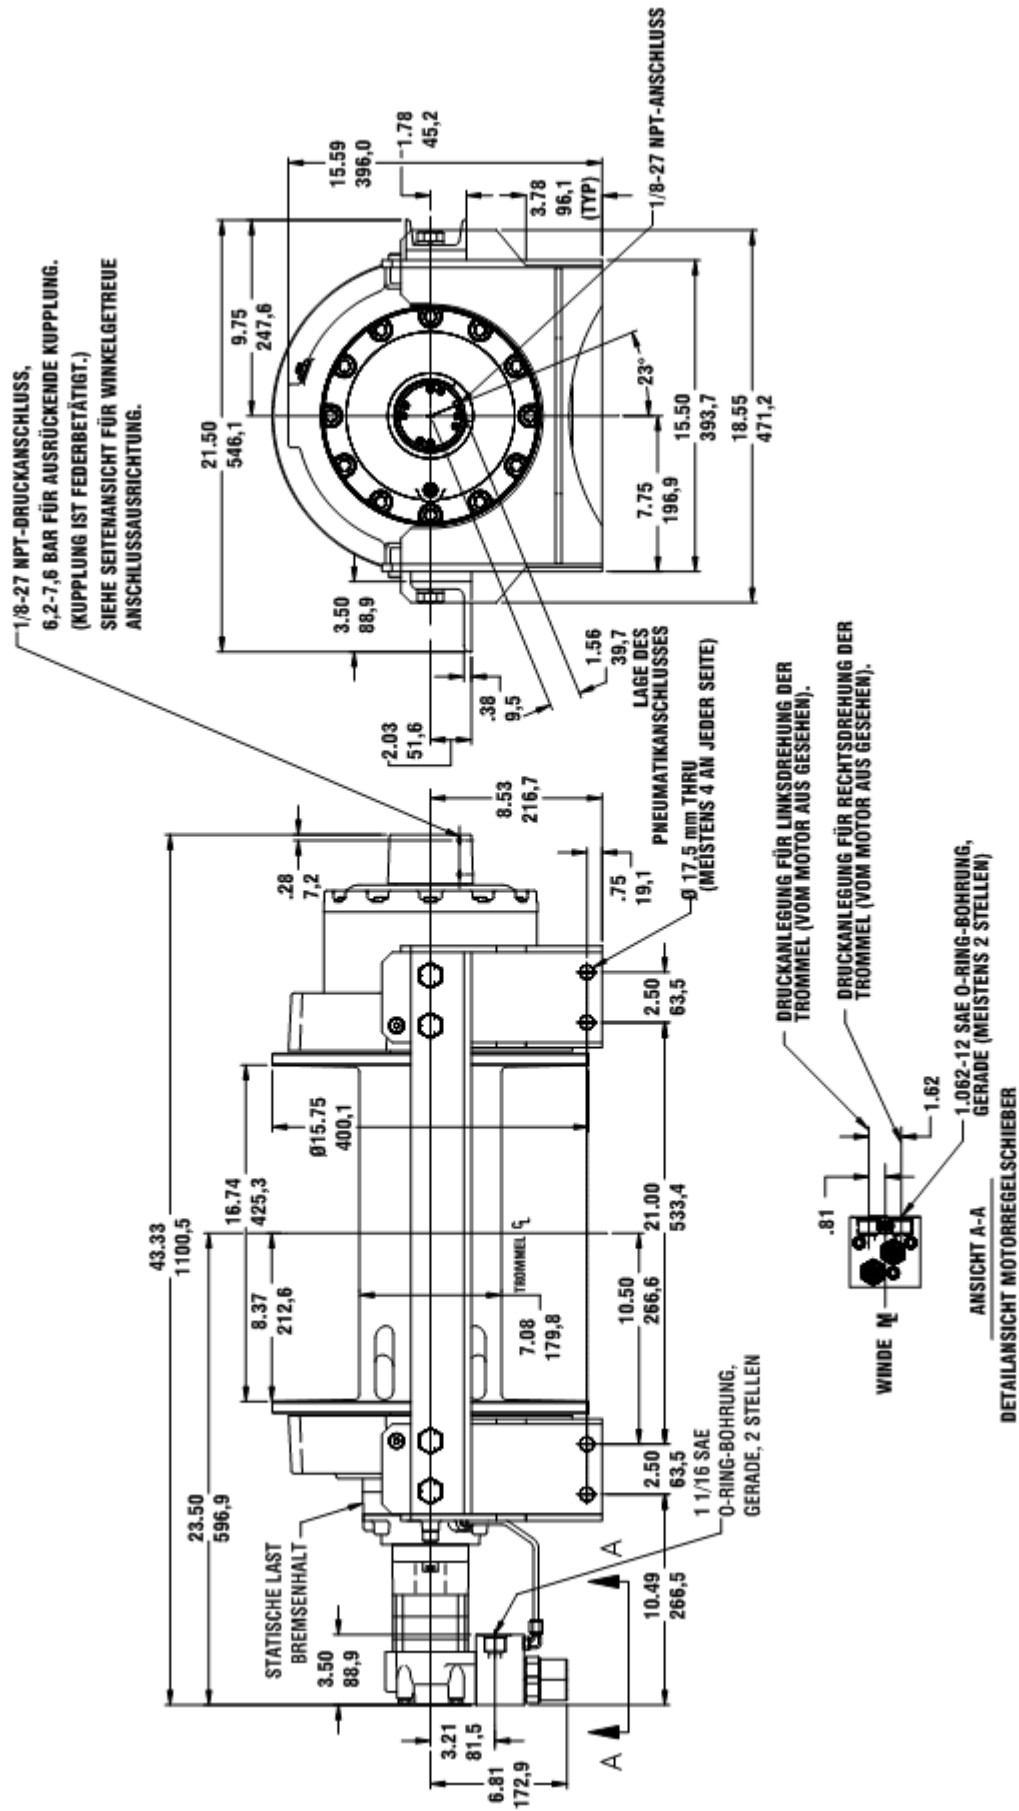 1/8-27 NPT-DRUCKANSCHLUSS,
6,2-7,6 BAR FÜR AUSRÜCKENDE KUPPLUNG.
(KUPPLUNG IST FEDERBETÄTIGT.)
SIEHE SEITENANSICHT FÜR WINKELGETREUE
ANSCHLUSSAUSRICHTUNG.
43.33
1100,5
23.50
596,9
16.74
425,3
8.37
212,6
.28
7,2
Ø15.75
400,1
STATISCHE LAST
BREMSENHALT
3.50
88,9
3.21
81,5
6.81
172,9
TROMMEL ℄
7.08
179,8
8.53
216,7
.75
19,1
Ø 17,5 mm THRU
(MEISTENS 4 AN JEDER SEITE)
2.50
63,5
21.00
533,4
10.50
266,6
2.50
63,5
10.49
266,5
1 1/16 SAE
O-RING-BOHRUNG,
GERADE, 2 STELLEN
A
A
21.50
546,1
9.75
247,6
15.59
396,0
1.78
45,2
3.78
96,1
(TYP)
1/8-27 NPT-ANSCHLUSS
3.50
88,9
2.03
51,6
.38
9,5
1.56
39,7
LAGE DES
PNEUMATIKANSCHLUSSES
23°
7.75
196,9
15.50
393,7
18.55
471,2
DRUCKANLEGUNG FÜR LINKSDREHUNG DER
TROMMEL (VOM MOTOR AUS GESEHEN).
DRUCKANLEGUNG FÜR RECHTSDREHUNG DER
TROMMEL (VOM MOTOR AUS GESEHEN).
.81
1.62
1.062-12 SAE O-RING-BOHRUNG,
GERADE (MEISTENS 2 STELLEN)
WINDE M
ANSICHT A-A
DETAILANSICHT MOTORREGELSCHIEBER